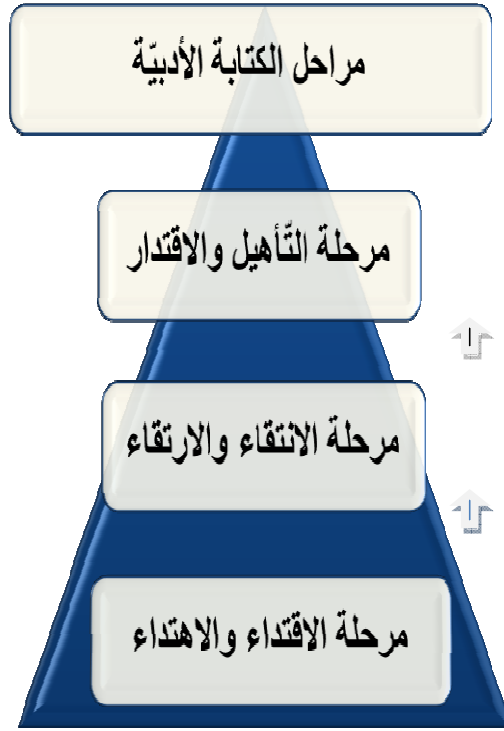 مراحل الكتابة الأدبيّة
مرحلة التّأهيل والاقتدار
مرحلة الانتقاء والارتقاء
مرحلة الاقتداء والاهتداء